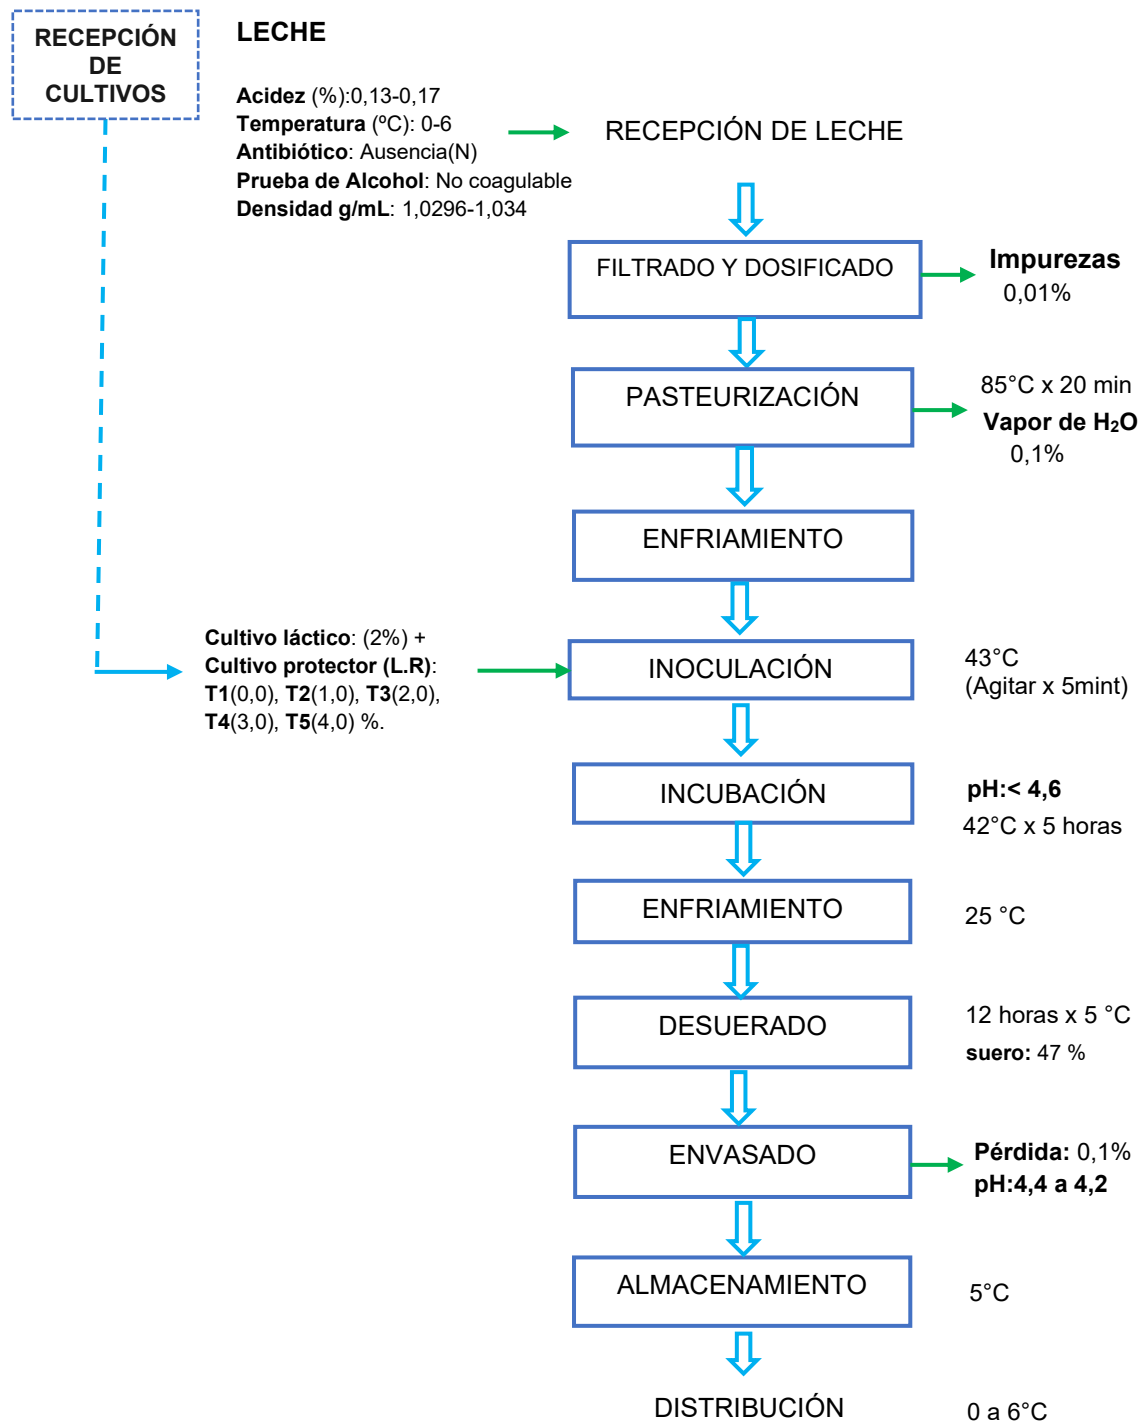 RECEPCIÓN
DE
CULTIVOS
LECHE
Acidez (%):0,13-0,17
Temperatura (ºC): 0-6
Antibiótico: Ausencia(N)
Prueba de Alcohol: No coagulable
Densidad g/mL: 1,0296-1,034
RECEPCIÓN DE LECHE
FILTRADO Y DOSIFICADO
Impurezas
0,01%
PASTEURIZACIÓN
85°C x 20 min
Vapor de H₂O
0,1%
ENFRIAMIENTO
Cultivo láctico: (2%) +
Cultivo protector (L.R):
T1(0,0), T2(1,0), T3(2,0),
T4(3,0), T5(4,0) %.
INOCULACIÓN
43°C
(Agitar x 5mint)
INCUBACIÓN
pH:< 4,6
42°C x 5 horas
ENFRIAMIENTO
25 °C
DESUERADO
12 horas x 5 °C
suero: 47 %
ENVASADO
Pérdida: 0,1%
pH:4,4 a 4,2
ALMACENAMIENTO
5°C
DISTRIBUCIÓN
0 a 6°C